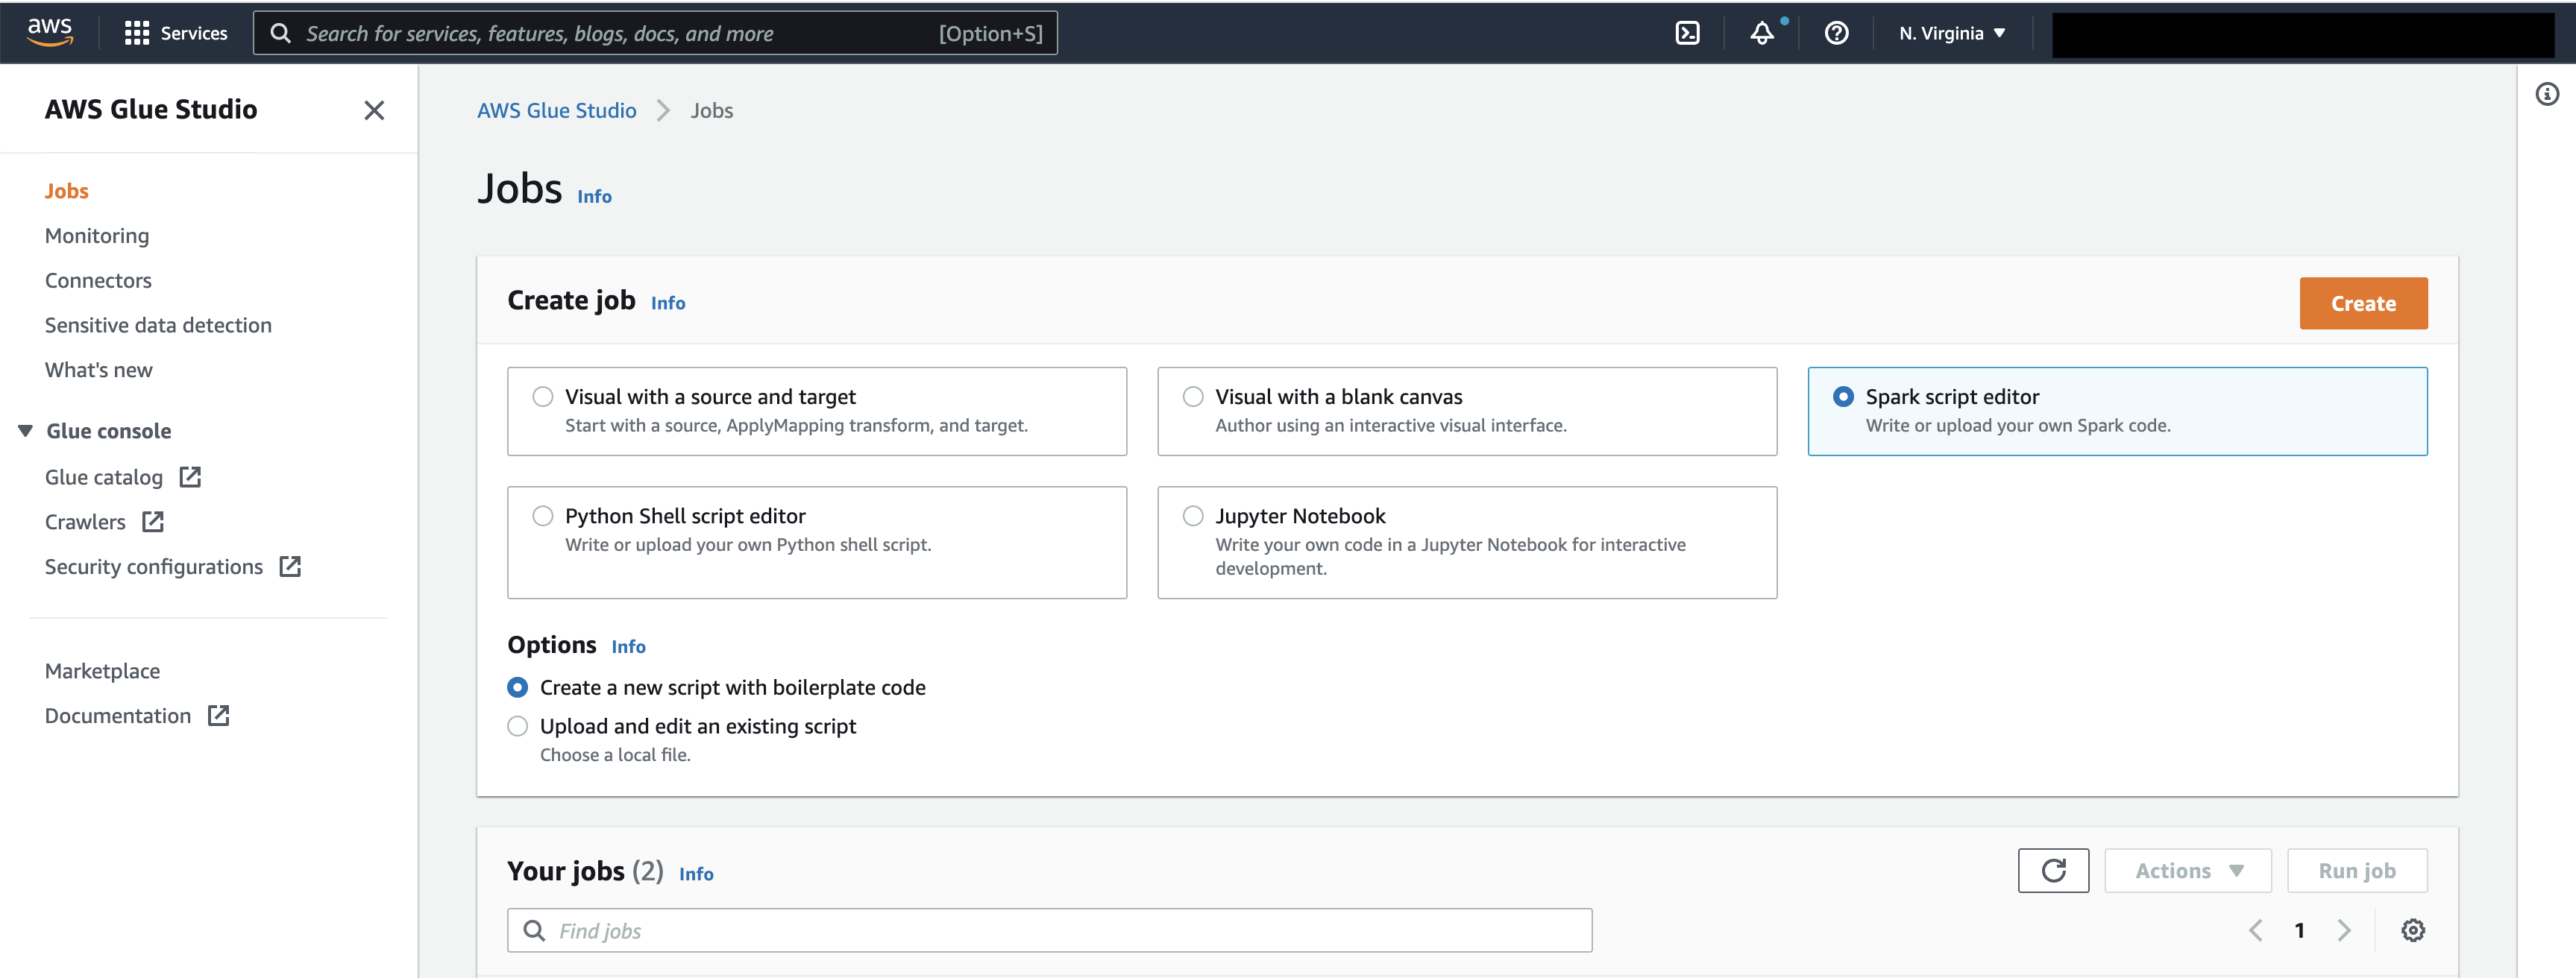 aws
Services
Search for services, features, blogs, docs, and more [Option+S]
N. Virginia
AWS Glue Studio
Jobs
Monitoring
Connectors
Sensitive data detection
What's new
Glue console
Glue catalog
Crawlers
Security configurations
Marketplace
Documentation
AWS Glue Studio > Jobs
Jobs Info
Create job Info
Create
Visual with a source and target
Start with a source, ApplyMapping transform, and target.
Visual with a blank canvas
Author using an interactive visual interface.
Spark script editor
Write or upload your own Spark code.
Python Shell script editor
Write or upload your own Python shell script.
Jupyter Notebook
Write your own code in a Jupyter Notebook for interactive
development.
Options Info
Create a new script with boilerplate code
Upload and edit an existing script
Choose a local file.
Your jobs (2) Info
Actions
Run job
Find jobs
1